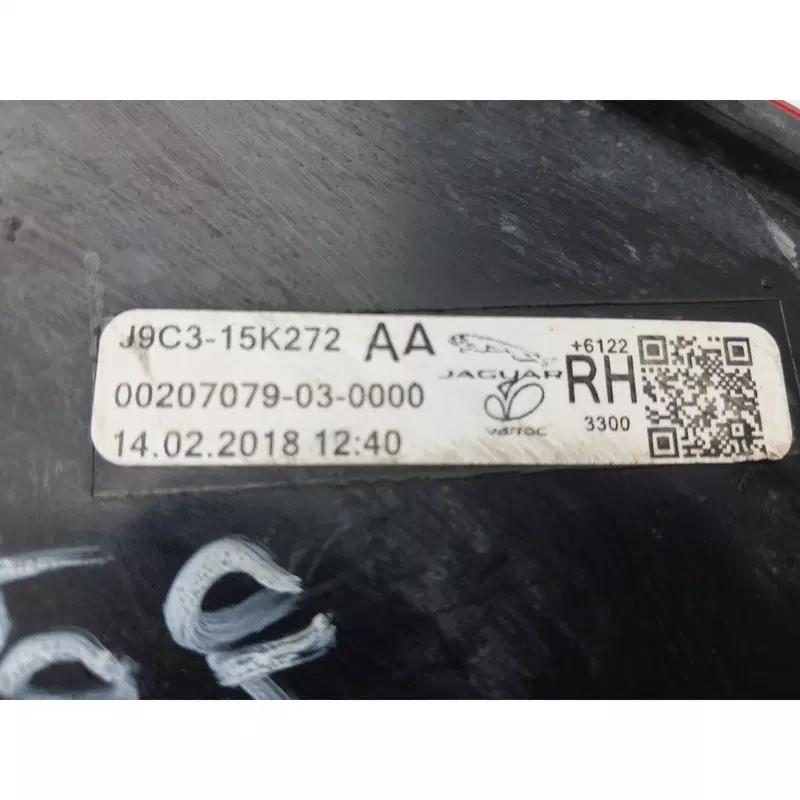 J9C3-15K272 AA
JAGUAR
+6122
RH
3300
00207079-03-0000
varroc
14.02.2018 12:40